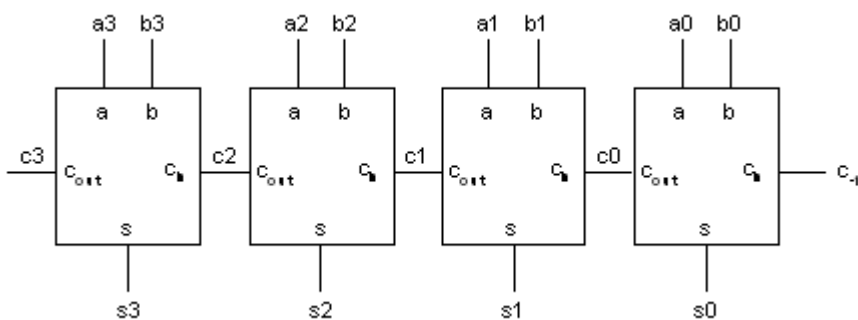 a3 b3 a2 b2 a1 b1 a0 b0
a b a b a b a b
c3 c2 c1 c0
cout cin cout cin cout cin cout cin c-1
s s s s
s3 s2 s1 s0